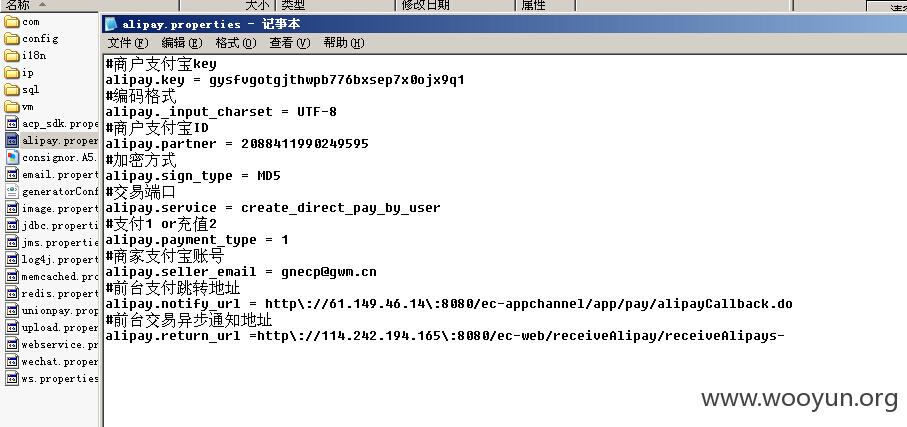 名称 大小 类型 修改日期 属性
com
config
i18n
ip
sql
vm
acp_sdk.prope
alipay.proper
consignor.A5.
email.propert
generatorConf
image.propert
jdbc.properti
jms.propertie
log4j.propert
memcached.pro
redis.propert
unionpay.prop
upload.proper
webservice.pr
wechat.proper
ws.properties
alipay.properties - 记事本
文件(F) 编辑(E) 格式(O) 查看(V) 帮助(H)
#商户支付宝key
alipay.key = gysfvgotgjthwpb776bxsep7x0ojx9q1
#编码格式
alipay._input_charset = UTF-8
#商户支付宝ID
alipay.partner = 2088411990249595
#加密方式
alipay.sign_type = MD5
#交易端口
alipay.service = create_direct_pay_by_user
#支付1 or充值2
alipay.payment_type = 1
#商家支付宝账号
alipay.seller_email = gnecp@gwm.cn
#前台支付跳转地址
alipay.notify_url = http\://61.149.46.14\:8080/ec-appchannel/app/pay/alipayCallback.do
#前台交易异步通知地址
alipay.return_url =http\://114.242.194.165\:8080/ec-web/receiveAlipay/receiveAlipays-
www.wooyun.org